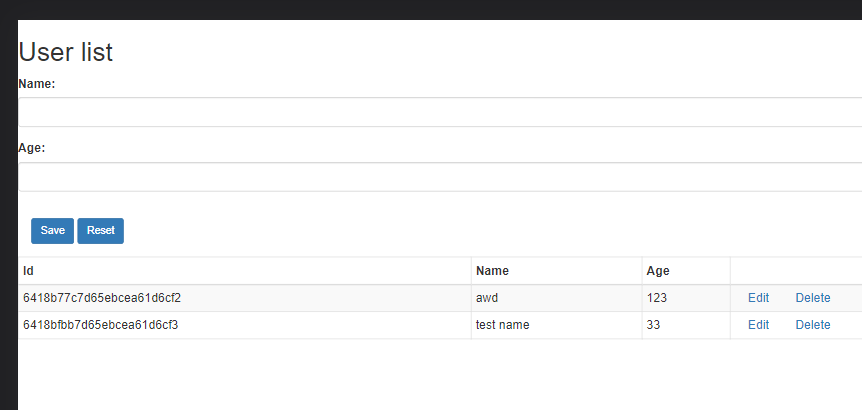 User list
Name:
Age:
Save Reset
Id Name Age
6418b77c7d65ebcea61d6cf2 awd 123 Edit Delete
6418bfbb7d65ebcea61d6cf3 test name 33 Edit Delete